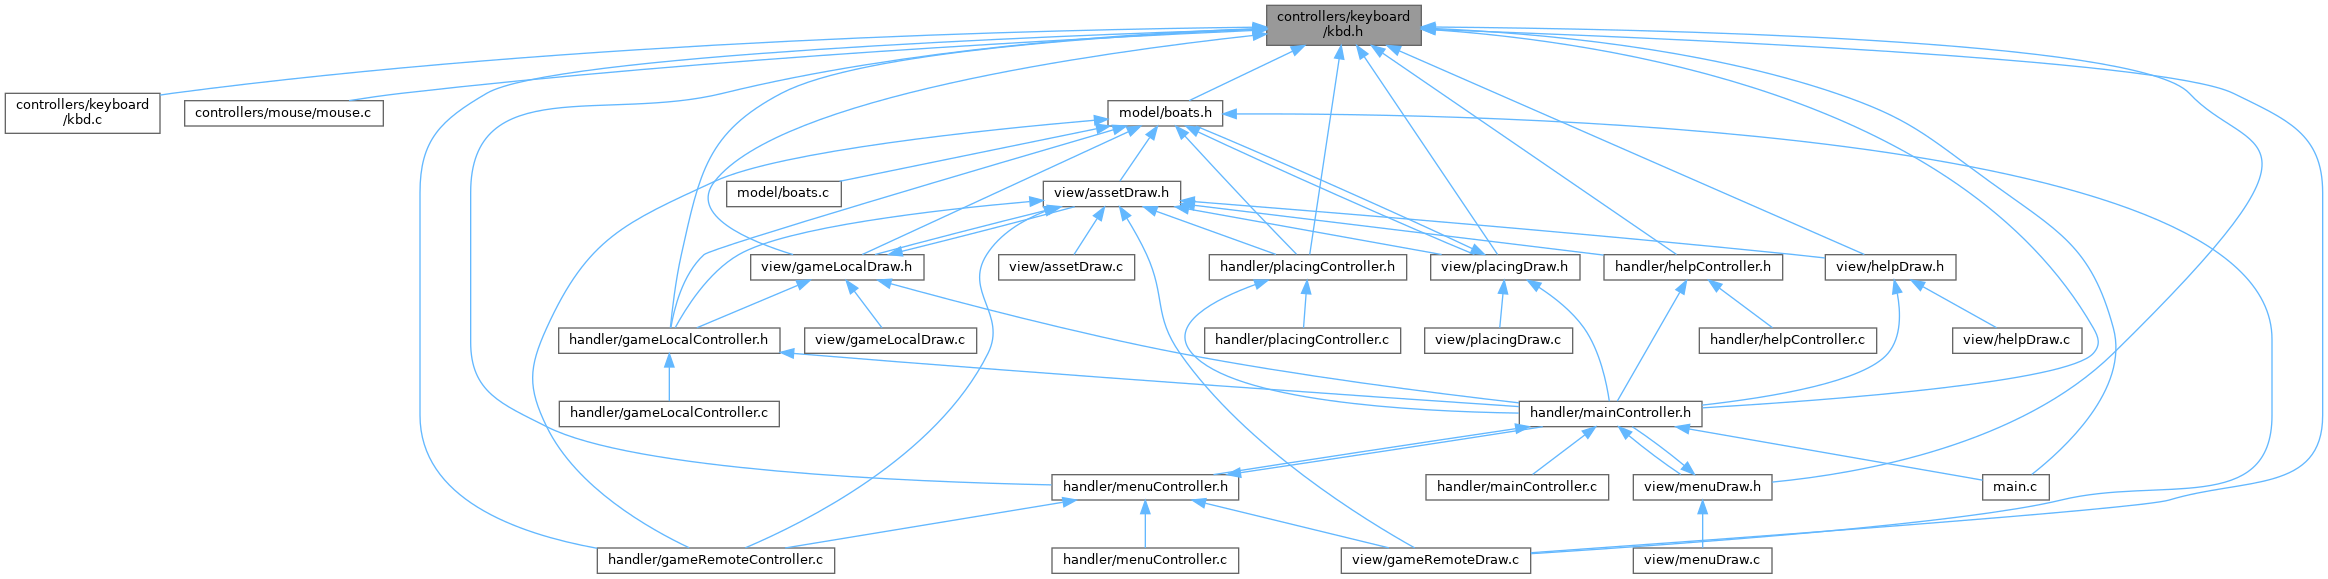 controllers/keyboard
/kbd.h
controllers/keyboard
/kbd.c
controllers/mouse/mouse.c
model/boats.h
model/boats.c
view/assetDraw.h
view/gameLocalDraw.h
view/assetDraw.c
handler/placingController.h
view/placingDraw.h
handler/helpController.h
view/helpDraw.h
handler/gameLocalController.h
view/gameLocalDraw.c
handler/placingController.c
view/placingDraw.c
handler/helpController.c
view/helpDraw.c
handler/gameLocalController.c
handler/mainController.h
handler/menuController.h
handler/mainController.c
view/menuDraw.h
main.c
handler/gameRemoteController.c
handler/menuController.c
view/gameRemoteDraw.c
view/menuDraw.c